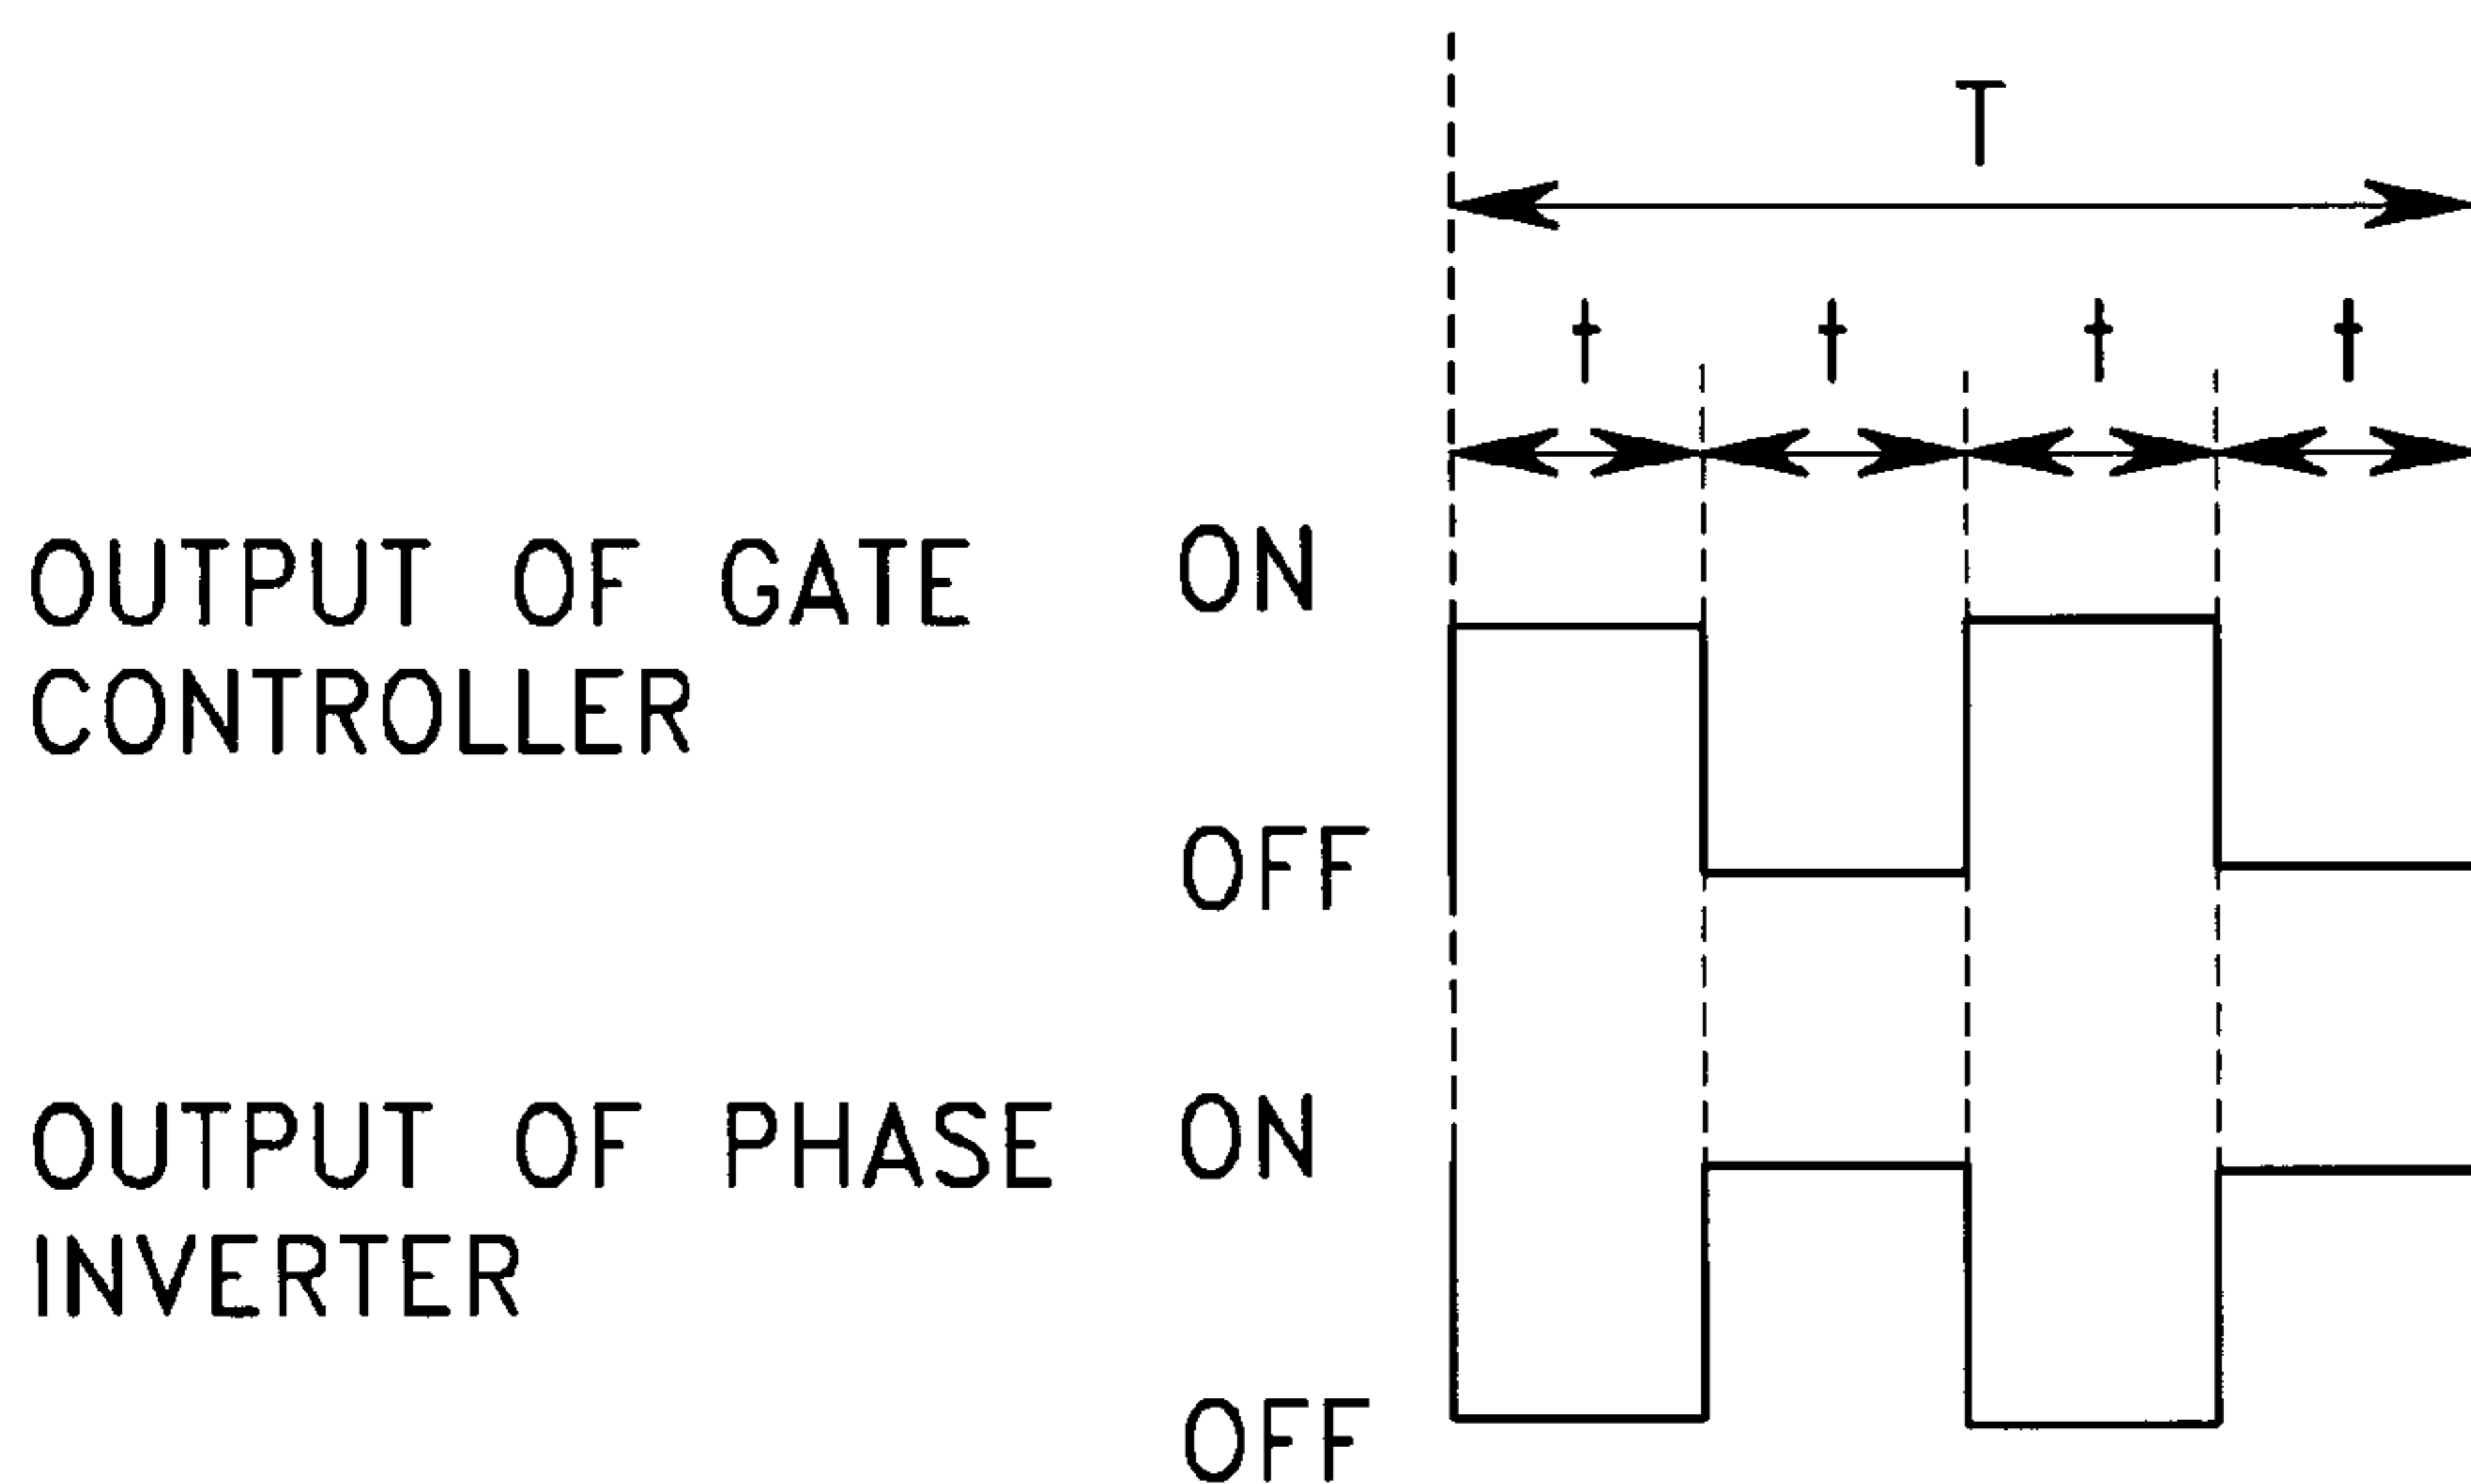 T
t t t t
OUTPUT OF GATE
CONTROLLER
ON
OFF
OUTPUT OF PHASE
INVERTER
ON
OFF